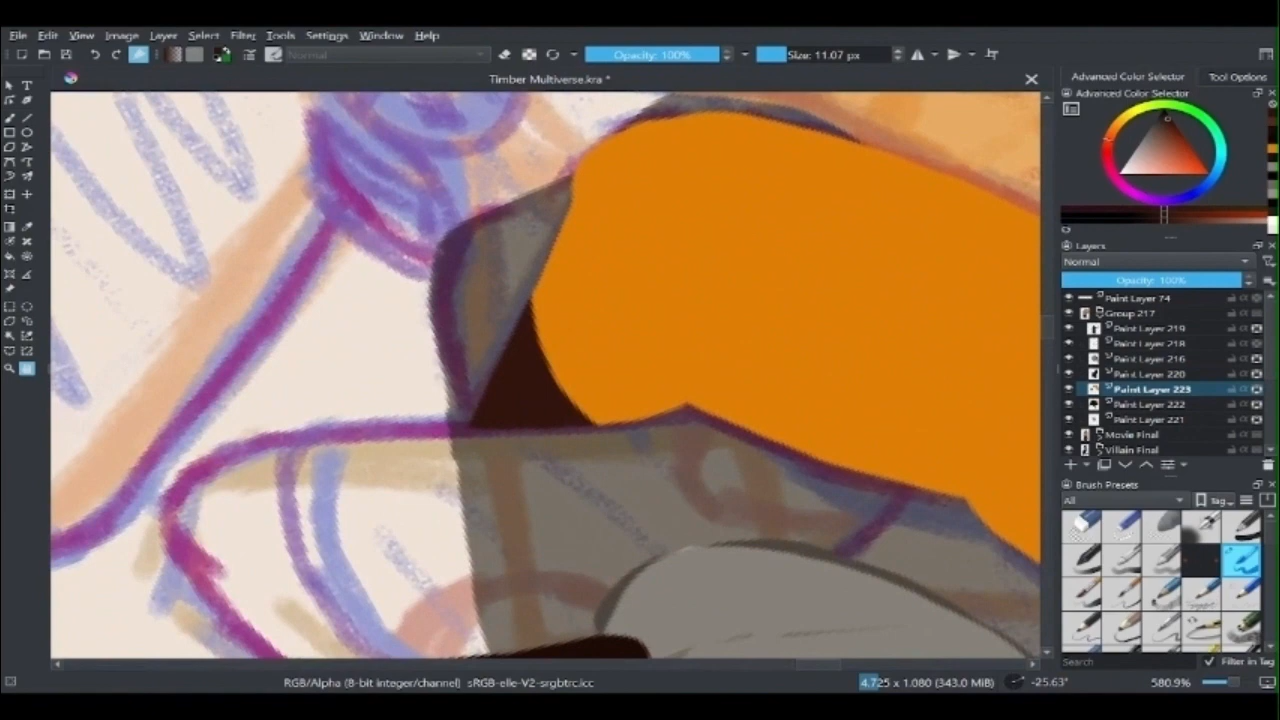 File Edit View Image Layer Select Filter Tools Settings Window Help
Normal Opacity: 100% Size: 11.07 px
Timber Multiverse.kra *
Advanced Color Selector Tool Options
Advanced Color Selector
Layers
Normal
Opacity: 100%
Paint Layer 74
Group 217
Paint Layer 219
Paint Layer 218
Paint Layer 216
Paint Layer 220
Paint Layer 223
Paint Layer 222
Paint Layer 221
Movie Final
Villain Final
Brush Presets
All Tag
Search Filter in Tag
RGB/Alpha (8-bit integer/channel) sRGB-elle-V2-srgbtrc.icc 4.725 x 1.080 (343.0 MiB) -25.63° 580.9%